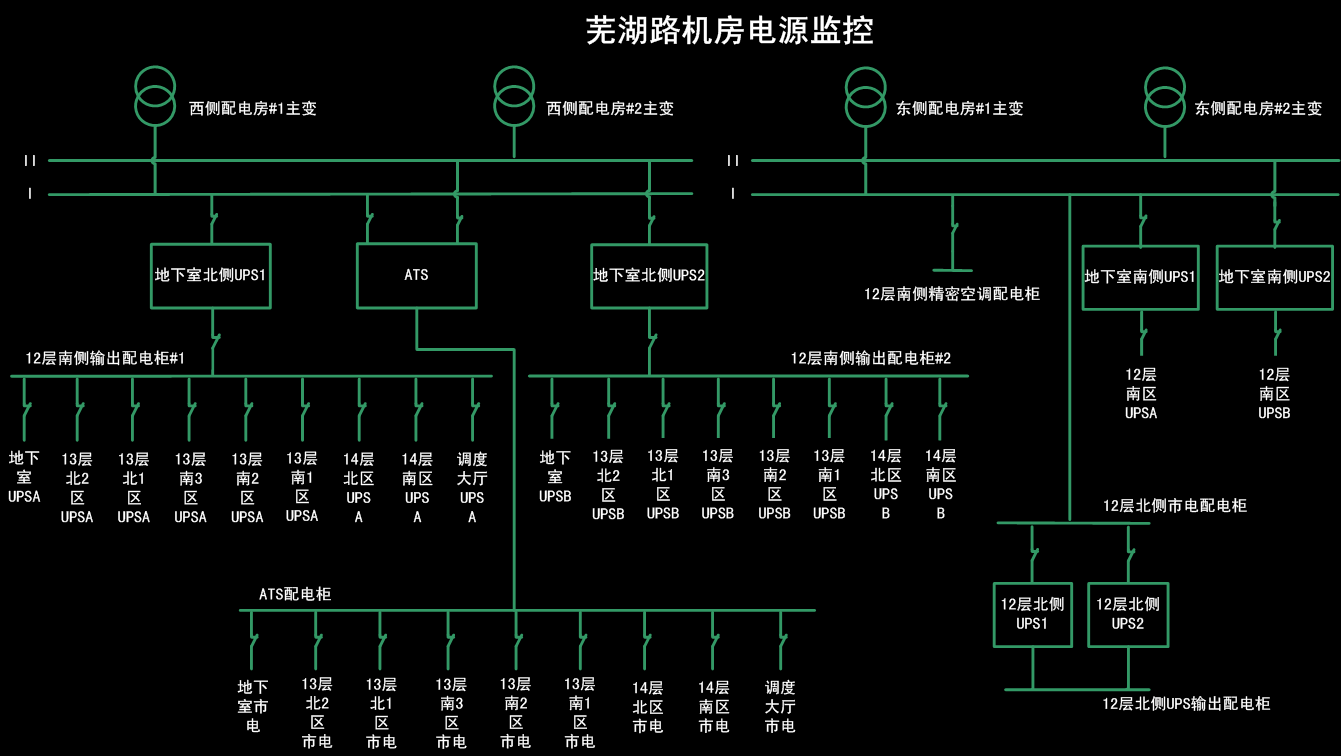 芜湖路机房电源监控
西侧配电房#1主变
西侧配电房#2主变
东侧配电房#1主变
东侧配电房#2主变
II
II
I
I
地下室北侧UPS1
ATS
地下室北侧UPS2
12层南侧精密空调配电柜
地下室南侧UPS1
地下室南侧UPS2
12层南侧输出配电柜#1
12层南侧输出配电柜#2
12层
南区
UPSA
12层
南区
UPSB
地下
室
UPSA
13层
北2
区
UPSA
13层
北1
区
UPSA
13层
南3
区
UPSA
13层
南2
区
UPSA
13层
南1
区
UPSA
14层
北区
UPS
A
14层
南区
UPS
A
调度
大厅
UPS
A
地下
室
UPSB
13层
北2
区
UPSB
13层
北1
区
UPSB
13层
南3
区
UPSB
13层
南2
区
UPSB
13层
南1
区
UPSB
14层
北区
UPS
B
14层
南区
UPS
B
12层北侧市电配电柜
ATS配电柜
12层北侧
UPS1
12层北侧
UPS2
地下
室市
电
13层
北2
区
市电
13层
北1
区
市电
13层
南3
区
市电
13层
南2
区
市电
13层
南1
区
市电
14层
北区
市电
14层
南区
市电
调度
大厅
市电
12层北侧UPS输出配电柜